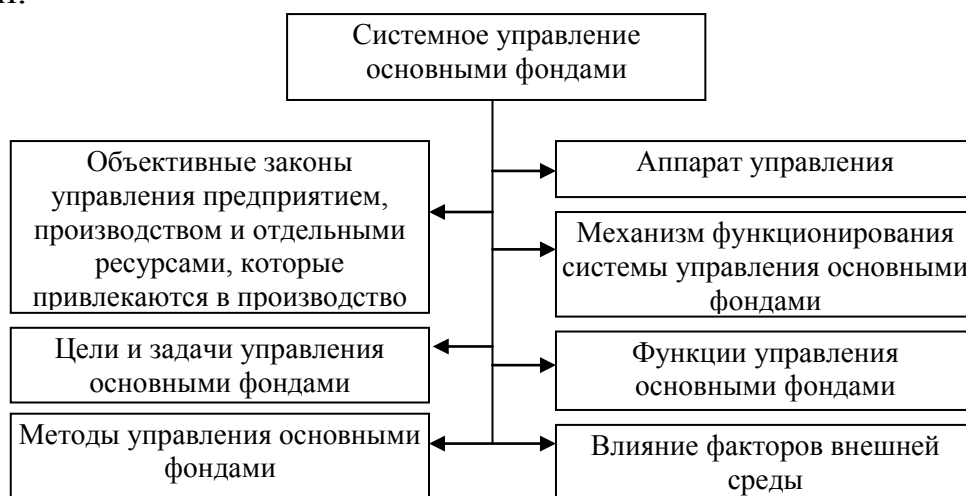 Системное управление
основными фондами
Объективные законы
управления предприятием,
производством и отдельными
ресурсами, которые
привлекаются в производство
Цели и задачи управления
основными фондами
Методы управления основными
фондами
Аппарат управления
Механизм функционирования
системы управления основными
фондами
Функции управления
основными фондами
Влияние факторов внешней
среды